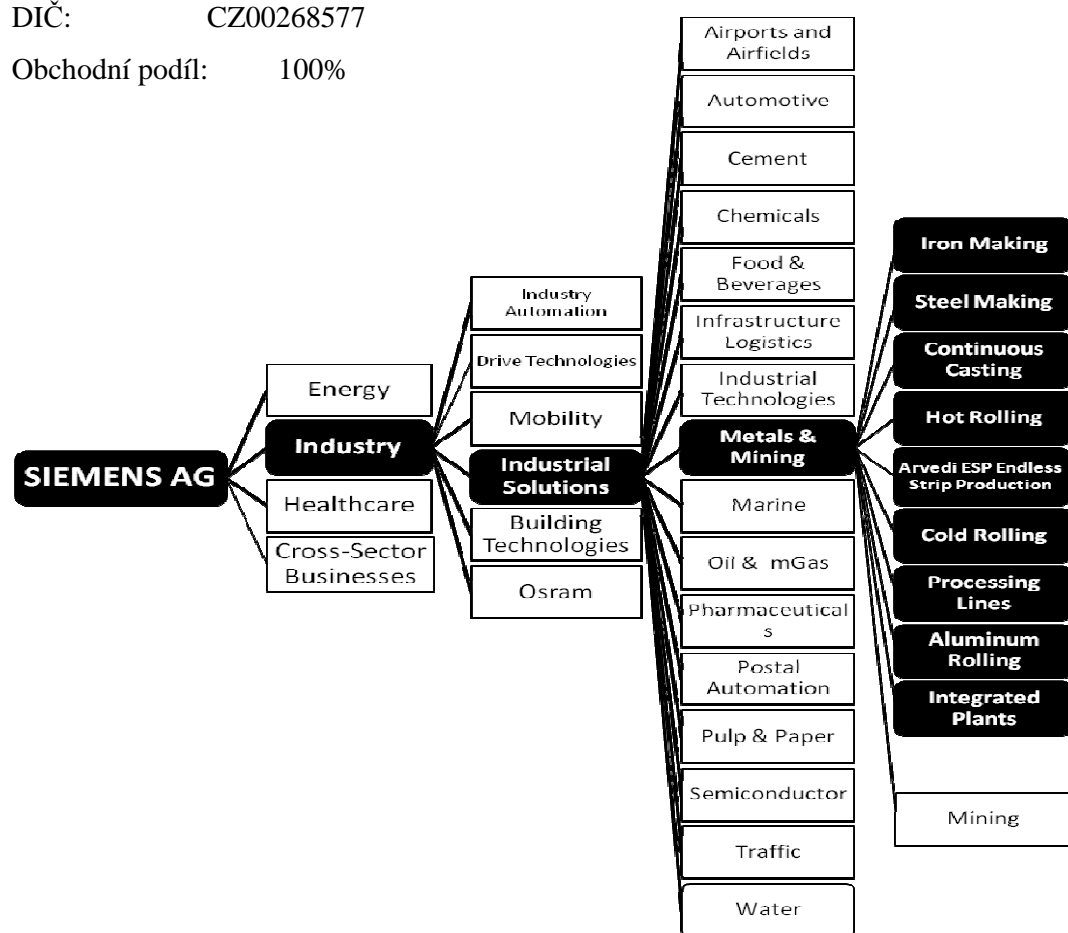 DIČ: CZ00268577
Obchodní podíl: 100%
SIEMENS AG
Energy
Industry
Healthcare
Cross-Sector
Businesses
Industry
Automation
Drive Technologies
Mobility
Industrial
Solutions
Building
Technologies
Osram
Airports and
Airfields
Automotive
Cement
Chemicals
Food &
Beverages
Infrastructure
Logistics
Industrial
Technologies
Metals &
Mining
Marine
Oil & mGas
Pharmaceutical
s
Postal
Automation
Pulp & Paper
Semiconductor
Traffic
Water
Iron Making
Steel Making
Continuous
Casting
Hot Rolling
Arvedi ESP Endless
Strip Production
Cold Rolling
Processing
Lines
Aluminum
Rolling
Integrated
Plants
Mining